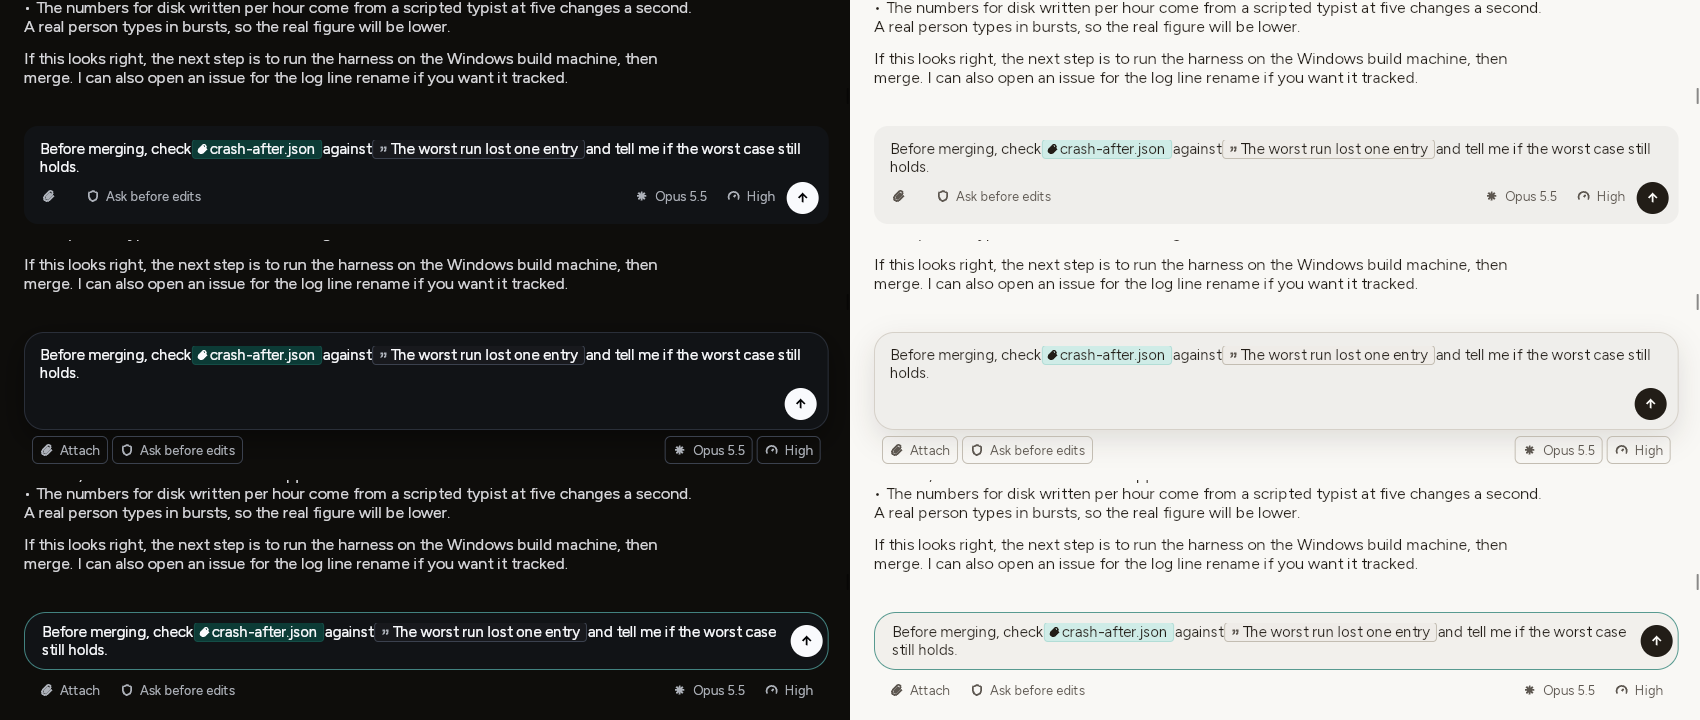 • The numbers for disk written per hour come from a scripted typist at five changes a second.
A real person types in bursts, so the real figure will be lower.
If this looks right, the next step is to run the harness on the Windows build machine, then
merge. I can also open an issue for the log line rename if you want it tracked.
Before merging, check crash-after.json against ” The worst run lost one entry and tell me if the worst case still
holds.
Ask before edits Opus 5.5 High
If this looks right, the next step is to run the harness on the Windows build machine, then
merge. I can also open an issue for the log line rename if you want it tracked.
Before merging, check crash-after.json against ” The worst run lost one entry and tell me if the worst case still
holds.
Attach Ask before edits Opus 5.5 High
• The numbers for disk written per hour come from a scripted typist at five changes a second.
A real person types in bursts, so the real figure will be lower.
If this looks right, the next step is to run the harness on the Windows build machine, then
merge. I can also open an issue for the log line rename if you want it tracked.
Before merging, check crash-after.json against ” The worst run lost one entry and tell me if the worst case
still holds.
Attach Ask before edits Opus 5.5 High
• The numbers for disk written per hour come from a scripted typist at five changes a second.
A real person types in bursts, so the real figure will be lower.
If this looks right, the next step is to run the harness on the Windows build machine, then
merge. I can also open an issue for the log line rename if you want it tracked.
Before merging, check crash-after.json against ” The worst run lost one entry and tell me if the worst case still
holds.
Ask before edits Opus 5.5 High
If this looks right, the next step is to run the harness on the Windows build machine, then
merge. I can also open an issue for the log line rename if you want it tracked.
Before merging, check crash-after.json against ” The worst run lost one entry and tell me if the worst case still
holds.
Attach Ask before edits Opus 5.5 High
• The numbers for disk written per hour come from a scripted typist at five changes a second.
A real person types in bursts, so the real figure will be lower.
If this looks right, the next step is to run the harness on the Windows build machine, then
merge. I can also open an issue for the log line rename if you want it tracked.
Before merging, check crash-after.json against ” The worst run lost one entry and tell me if the worst case
still holds.
Attach Ask before edits Opus 5.5 High